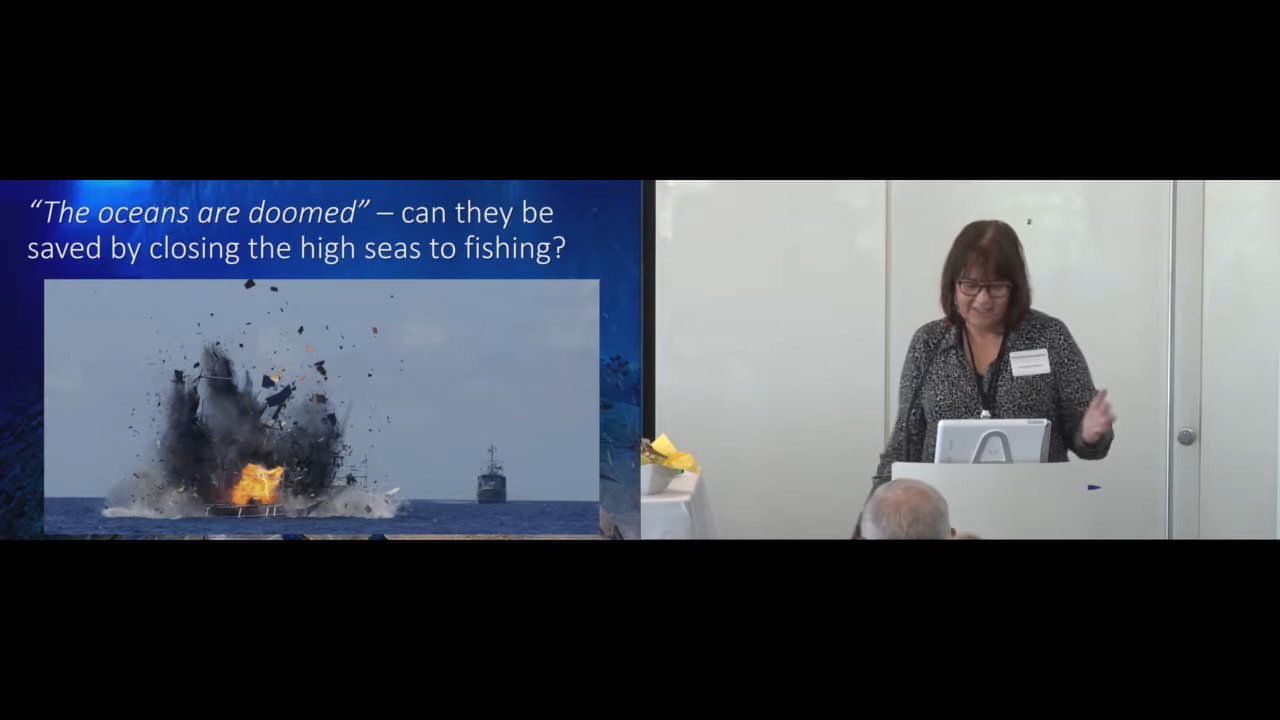 “The oceans are doomed” – can they be
saved by closing the high seas to fishing?